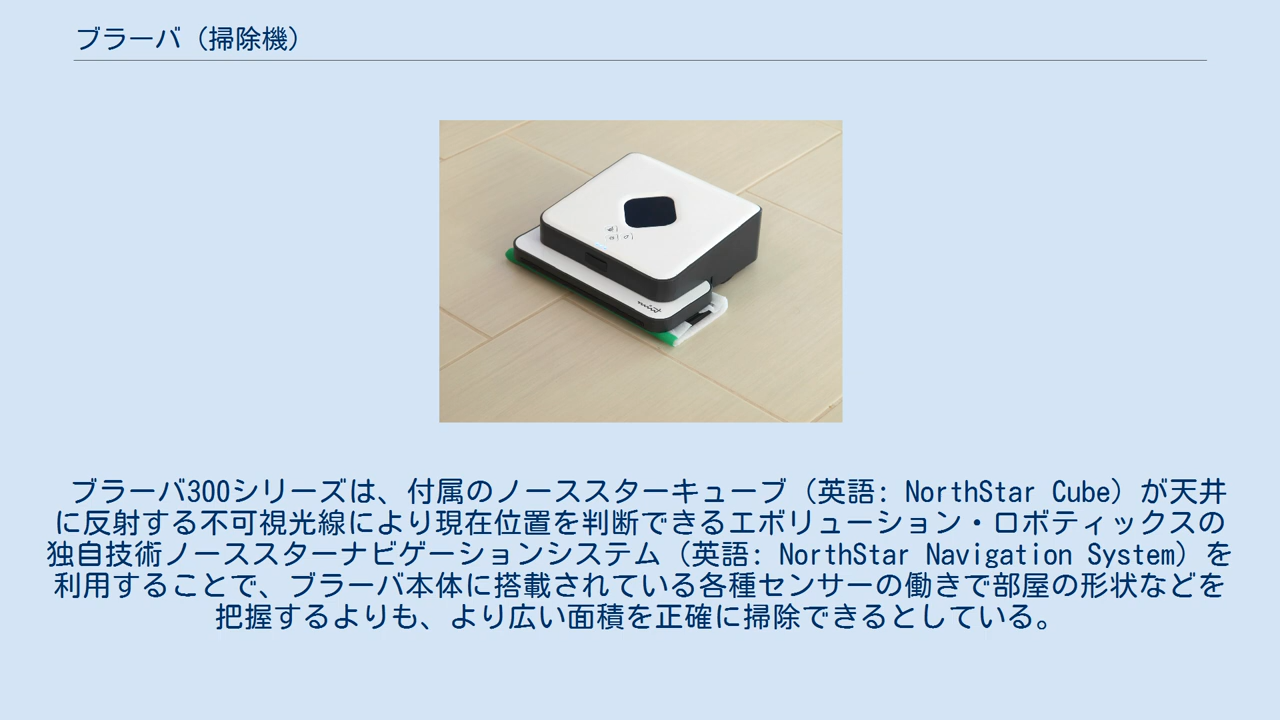 ブラーバ（掃除機）
ブラーバ300シリーズは、付属のノーススターキューブ（英語: NorthStar Cube）が天井
に反射する不可視光線により現在位置を判断できるエボリューション・ロボティックスの
独自技術ノーススターナビゲーションシステム（英語: NorthStar Navigation System）を
利用することで、ブラーバ本体に搭載されている各種センサーの働きで部屋の形状などを
把握するよりも、より広い面積を正確に掃除できるとしている。